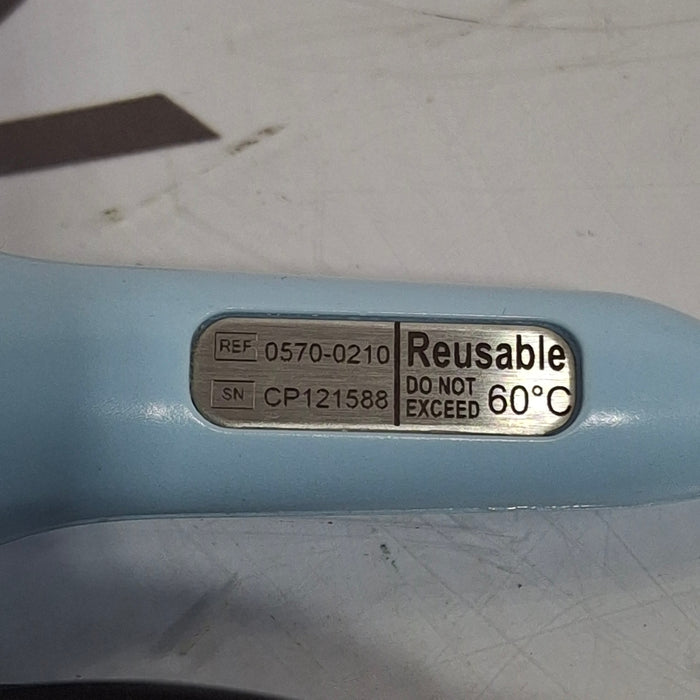 REF 0570-0210
SN CP121588
Reusable
DO NOT
EXCEED 60°C